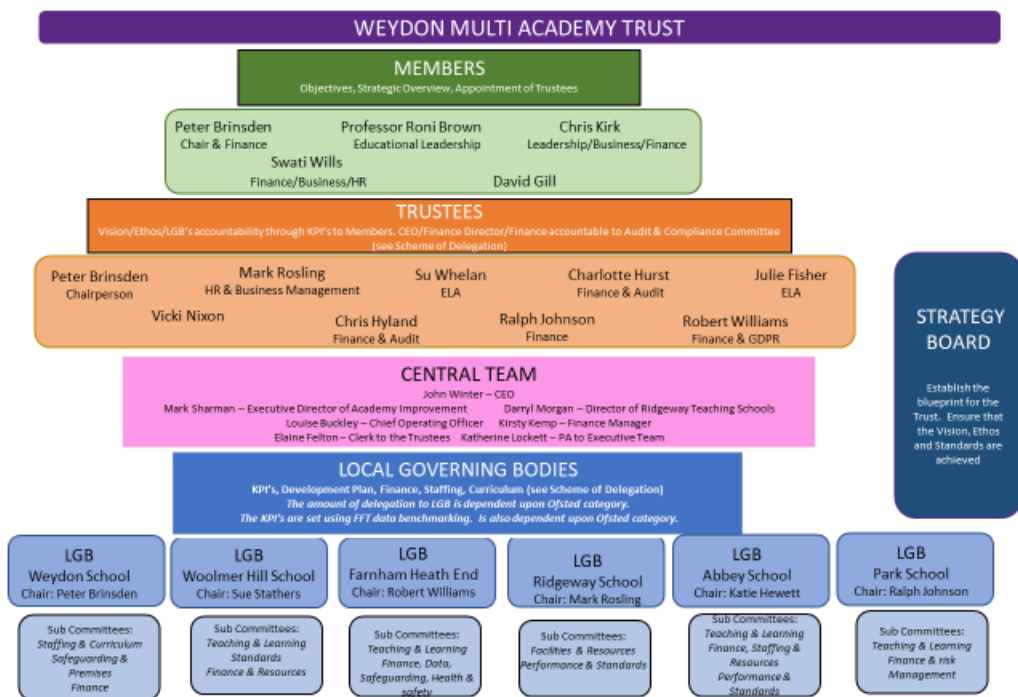 WEYDON MULTI ACADEMY TRUST
MEMBERS
Objectives, Strategic Overview, Appointment of Trustees
Peter Brinsden
Chair & Finance
Professor Roni Brown
Educational Leadership
Chris Kirk
Leadership/Business/Finance
Swati Wills
Finance/Business/HR
David Gill
TRUSTEES
Vision/Ethos/LGB's accountability through KPI's to Members. CEO/Finance Director/Finance accountable to Audit & Compliance Committee
(see Scheme of Delegation)
Peter Brinsden
Chairperson
Mark Rosling
HR & Business Management
Su Whelan
ELA
Charlotte Hurst
Finance & Audit
Julie Fisher
ELA
Vicki Nixon
Chris Hyland
Finance & Audit
Ralph Johnson
Finance
Robert Williams
Finance & GDPR
STRATEGY
BOARD
Establish the
blueprint for the
Trust. Ensure that
the Vision, Ethos
and Standards are
achieved
CENTRAL TEAM
John Winter – CEO
Mark Sharman – Executive Director of Academy Improvement Darryl Morgan – Director of Ridgeway Teaching Schools
Louise Buckley – Chief Operating Officer Kirsty Kemp – Finance Manager
Elaine Felton – Clerk to the Trustees Katherine Lockett – PA to Executive Team
LOCAL GOVERNING BODIES
KPI's, Development Plan, Finance, Staffing, Curriculum (see Scheme of Delegation)
The amount of delegation to LGB is dependent upon Ofsted category.
The KPI's are set using FFT data benchmarking. Is also dependent upon Ofsted category.
LGB
Weydon School
Chair: Peter Brinsden
LGB
Woolmer Hill School
Chair: Sue Stathers
LGB
Farnham Heath End
Chair: Robert Williams
LGB
Ridgeway School
Chair: Mark Rosling
LGB
Abbey School
Chair: Katie Hewett
LGB
Park School
Chair: Ralph Johnson
Sub Committees:
Staffing & Curriculum
Safeguarding &
Premises
Finance
Sub Committees:
Teaching & Learning
Standards
Finance & Resources
Sub Committees:
Teaching & Learning
Finance, Data,
Safeguarding, Health &
safety
Sub Committees:
Facilities & Resources
Performance & Standards
Sub Committees:
Teaching & Learning
Finance, Staffing &
Resources
Performance &
Standards
Sub Committees:
Teaching & Learning
Finance & risk
Management